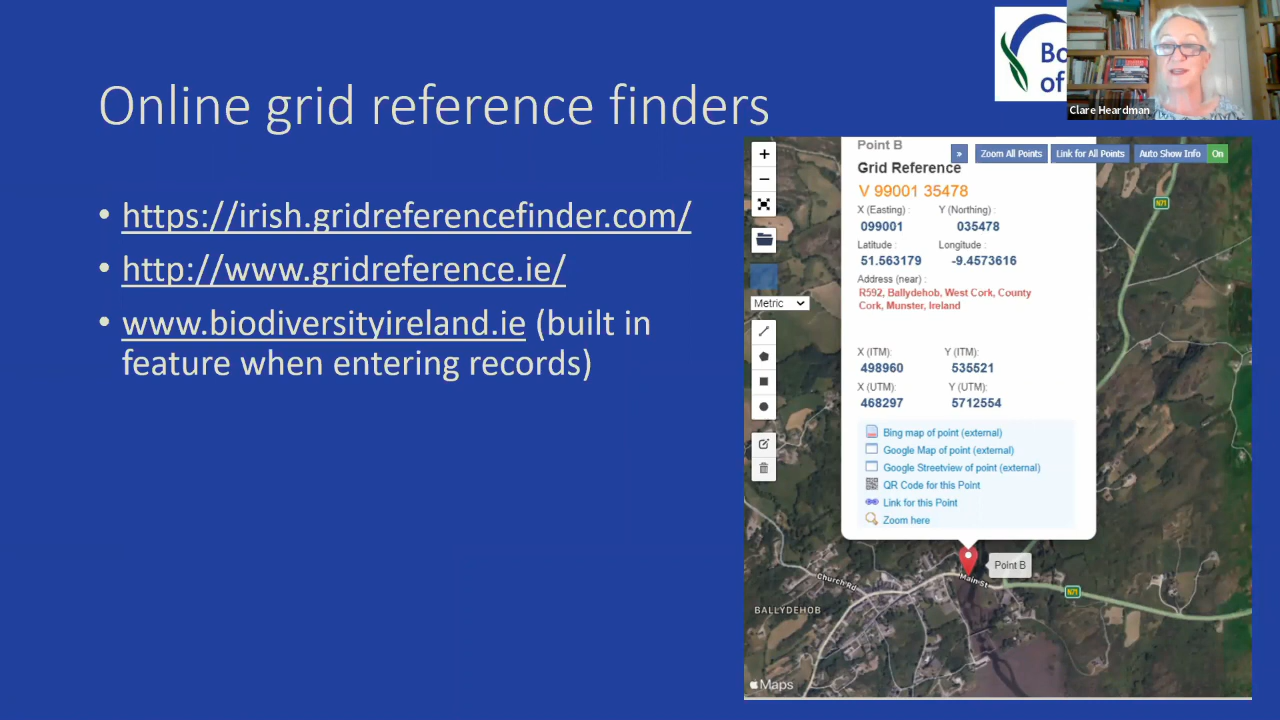 Online grid reference finders
Bo
of
Clare Heardman
• https://irish.gridreferencefinder.com/
• http://www.gridreference.ie/
• www.biodiversityireland.ie (built in
feature when entering records)
+
−
Metric
» Zoom All Points Link for All Points Auto Show Info On
Point B
Grid Reference
V 99001 35478
X (Easting) : Y (Northing) :
099001 035478
Latitude : Longitude :
51.563179 -9.4573616
Address (near) :
R592, Ballydehob, West Cork, County
Cork, Munster, Ireland
X (ITM): Y (ITM):
498960 535521
X (UTM): Y (UTM):
468297 5712554
Bing map of point (external)
Google Map of point (external)
Google Streetview of point (external)
QR Code for this Point
Link for this Point
Zoom here
N71
Point B
Church Rd
Main St
N71
BALLYDEHOB
Maps